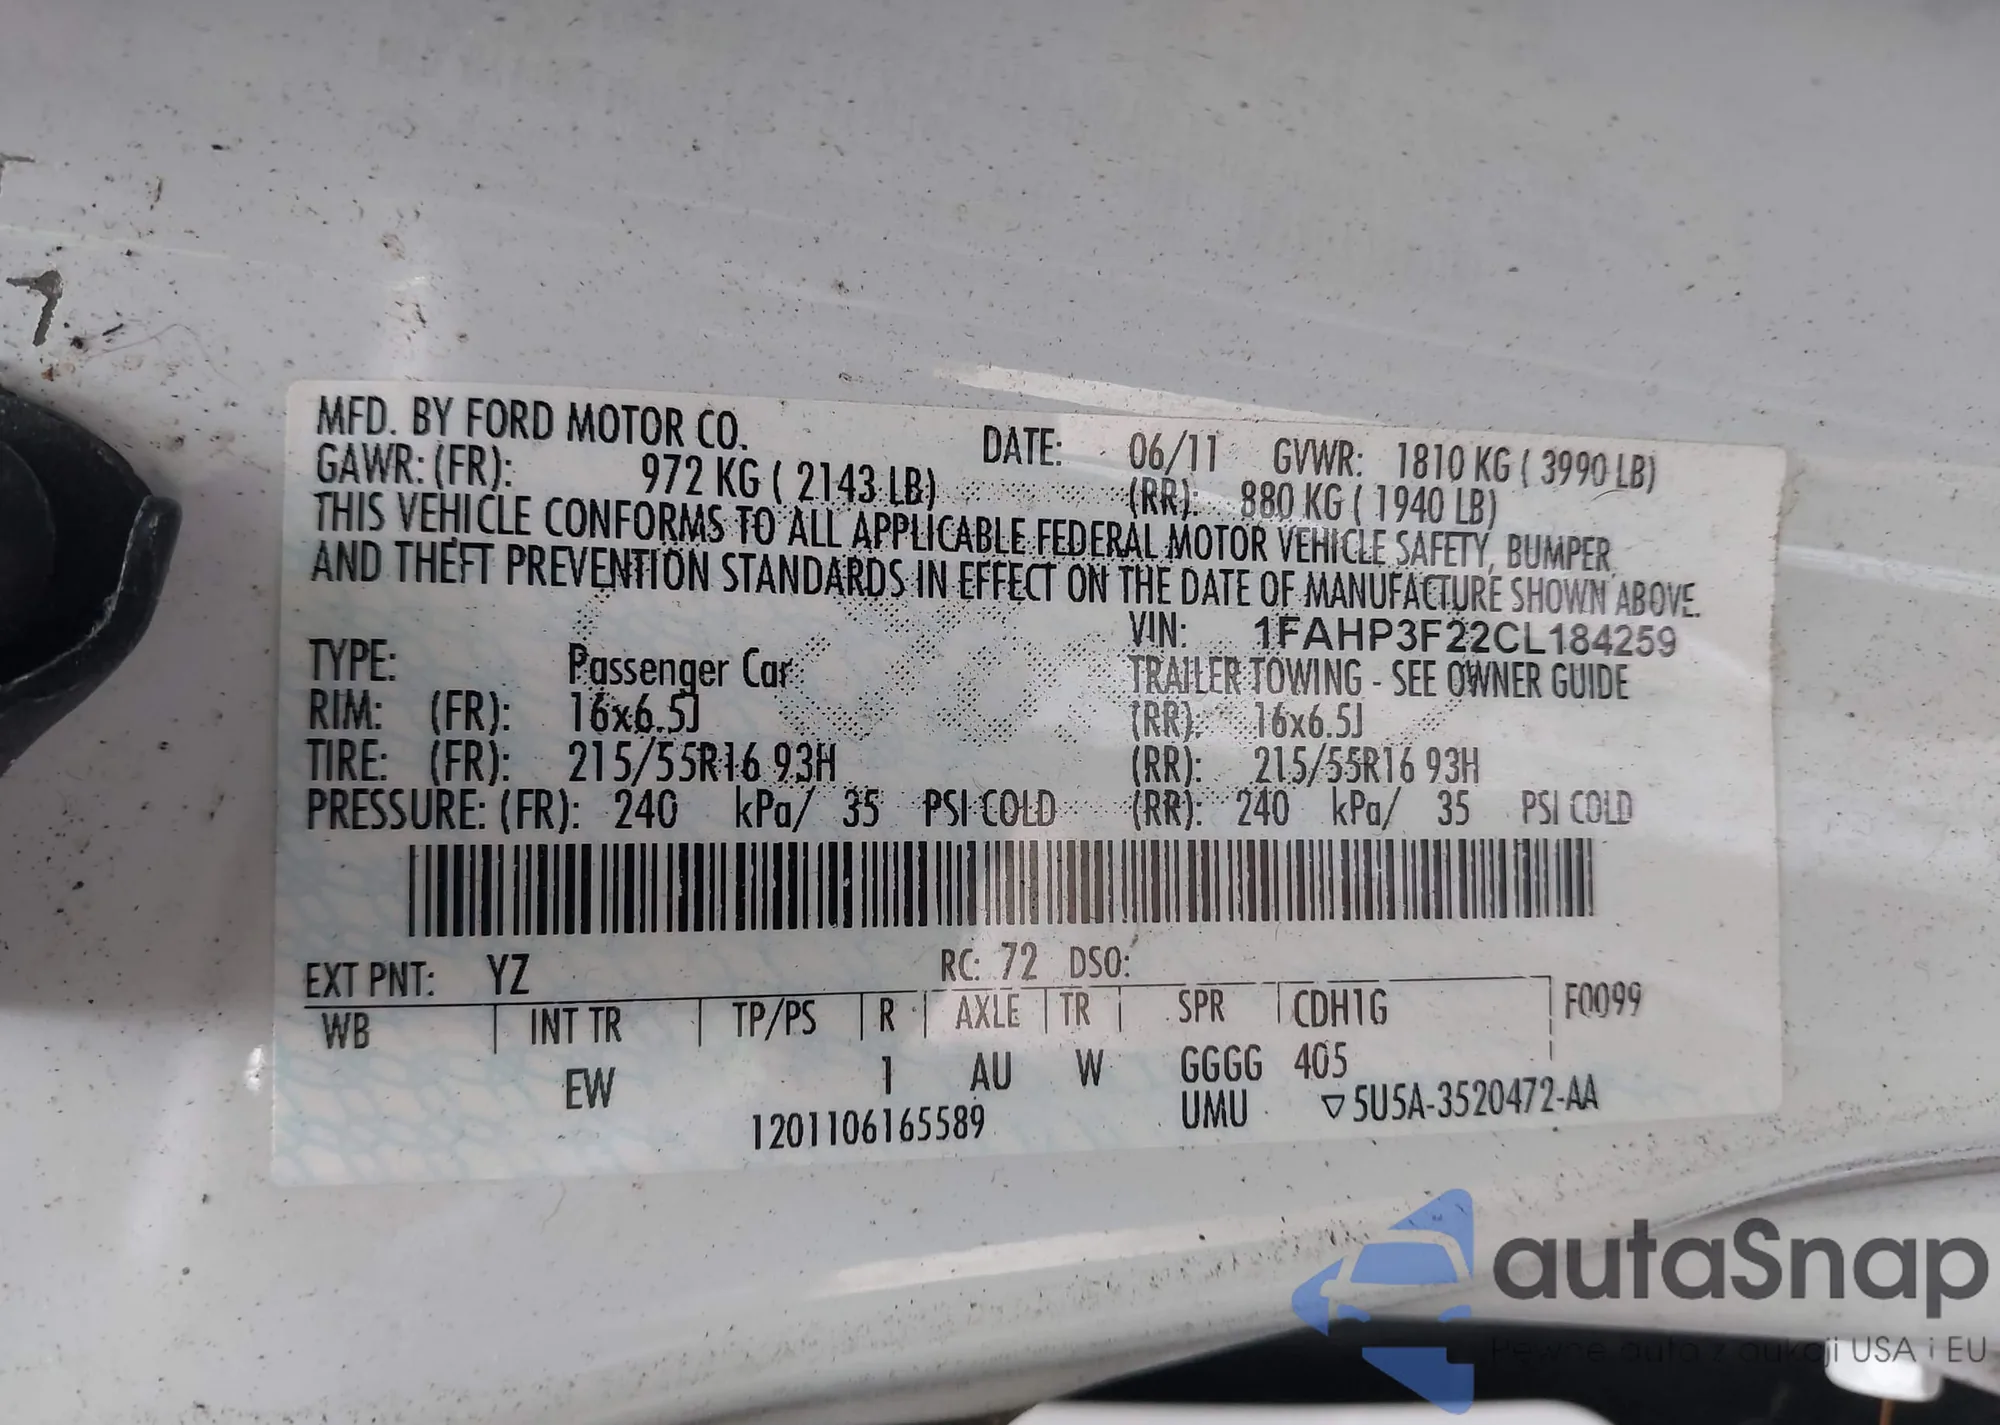 MFD. BY FORD MOTOR CO. DATE: 06/11 GVWR: 1810 KG ( 3990 LB)
GAWR: (FR): 972 KG ( 2143 LB) (RR): 880 KG ( 1940 LB)
THIS VEHICLE CONFORMS TO ALL APPLICABLE FEDERAL MOTOR VEHICLE SAFETY, BUMPER
AND THEFT PREVENTION STANDARDS IN EFFECT ON THE DATE OF MANUFACTURE SHOWN ABOVE.
VIN: 1FAHP3F22CL184259
TYPE: Passenger Car TRAILER TOWING - SEE OWNER GUIDE
RIM: (FR): 16x6.5J (RR): 16x6.5J
TIRE: (FR): 215/55R16 93H (RR): 215/55R16 93H
PRESSURE: (FR): 240 kPa/ 35 PSI COLD (RR): 240 kPa/ 35 PSI COLD
EXT PNT: YZ RC: 72 DSO:
WB INT TR TP/PS R AXLE TR SPR CDH1G F0099
EW 1 AU W GGGG 405
1201106165589 UMU ▽5U5A-3520472-AA
autaSnap
Pewne auta z aukcji USA i EU